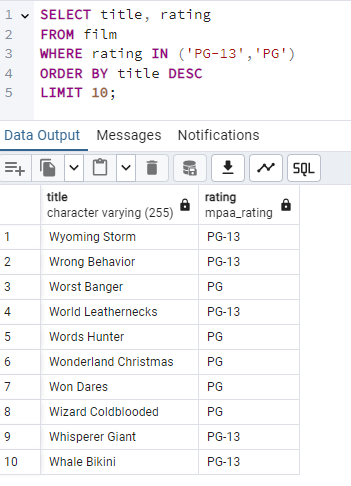 1 SELECT title, rating
2 FROM film
3 WHERE rating IN ('PG-13','PG')
4 ORDER BY title DESC
5 LIMIT 10;
Data Output Messages Notifications
SQL
title rating
character varying (255) mpaa_rating
1 Wyoming Storm PG-13
2 Wrong Behavior PG-13
3 Worst Banger PG
4 World Leathernecks PG-13
5 Words Hunter PG
6 Wonderland Christmas PG
7 Won Dares PG
8 Wizard Coldblooded PG
9 Whisperer Giant PG-13
10 Whale Bikini PG-13